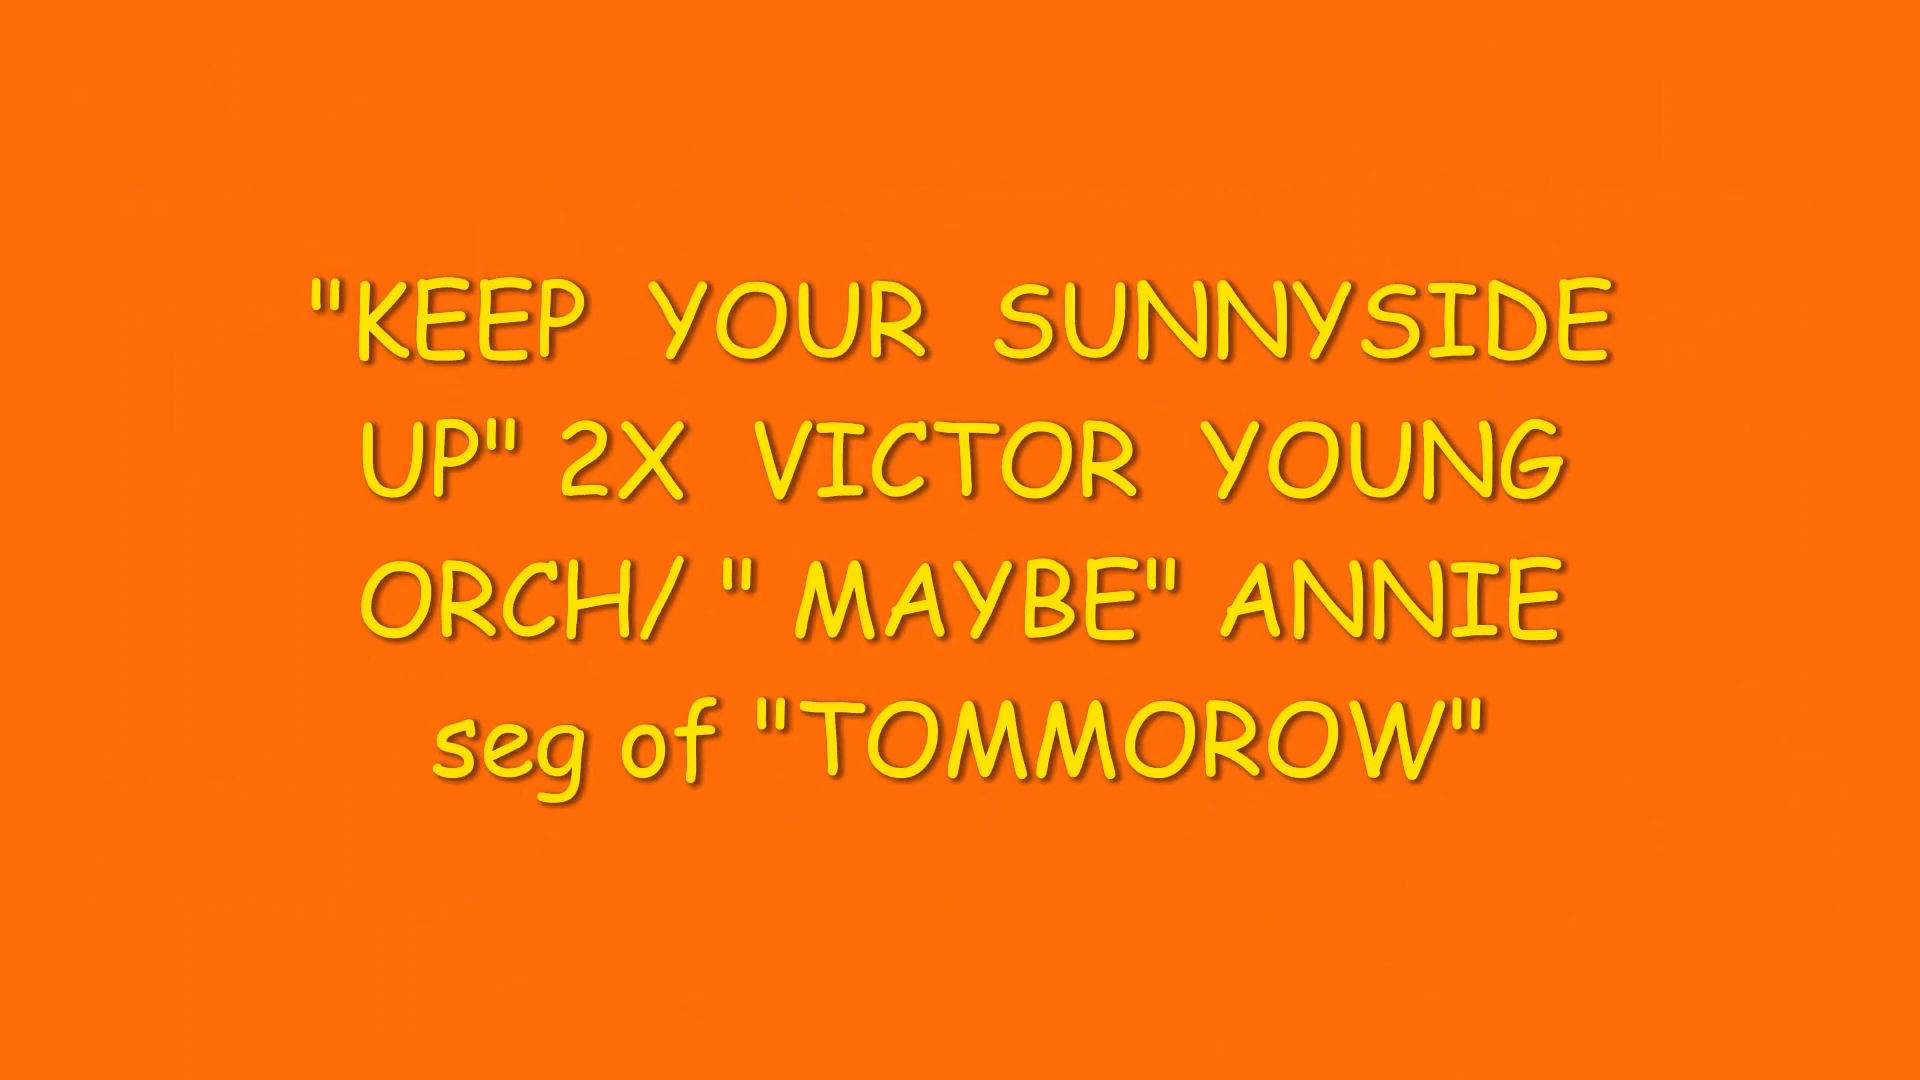 "KEEP YOUR SUNNYSIDE
UP" 2X VICTOR YOUNG
ORCH/ " MAYBE" ANNIE
seg of "TOMMOROW"